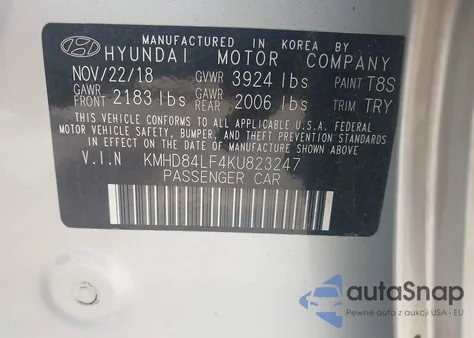 MANUFACTURED IN KOREA BY
HYUNDAI MOTOR COMPANY
NOV/22/18 GVWR 3924 lbs PAINT T8S
GAWR FRONT 2183 lbs GAWR REAR 2006 lbs TRIM TRY
THIS VEHICLE CONFORMS TO ALL APPLICABLE U.S.A. FEDERAL
MOTOR VEHICLE SAFETY, BUMPER, AND THEFT PREVENTION STANDARDS
IN EFFECT ON THE DATE OF MANUFACTURE SHOWN ABOVE.
V.I.N KMHD84LF4KU823247
PASSENGER CAR
autoSnap
Pewne auta z aukcji USA i EU